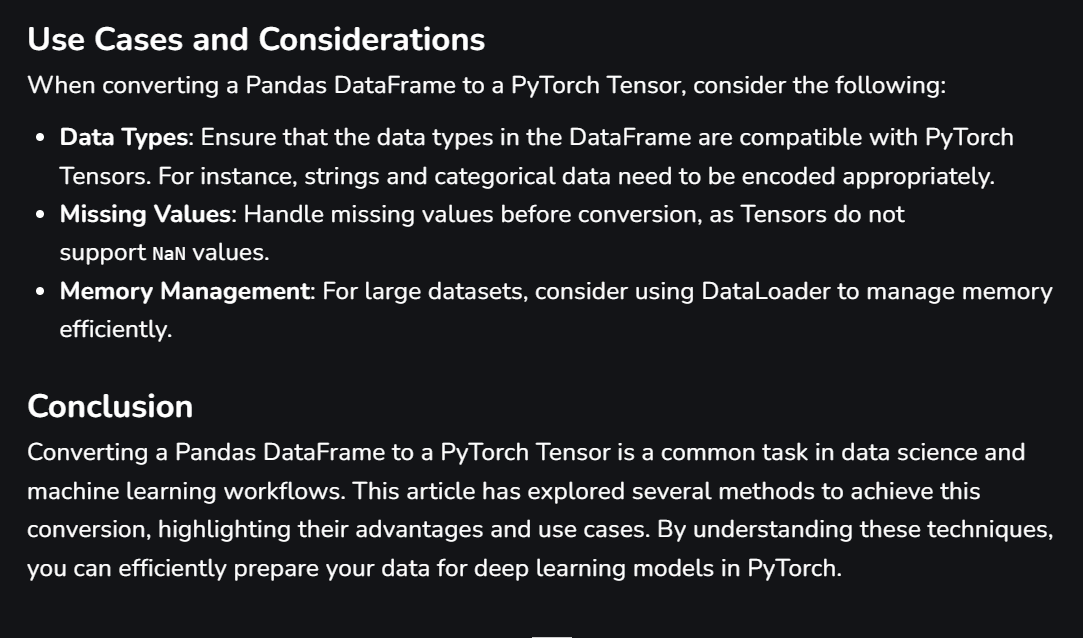 Use Cases and Considerations
When converting a Pandas DataFrame to a PyTorch Tensor, consider the following:
• Data Types: Ensure that the data types in the DataFrame are compatible with PyTorch
Tensors. For instance, strings and categorical data need to be encoded appropriately.
• Missing Values: Handle missing values before conversion, as Tensors do not
support NaN values.
• Memory Management: For large datasets, consider using DataLoader to manage memory
efficiently.
Conclusion
Converting a Pandas DataFrame to a PyTorch Tensor is a common task in data science and
machine learning workflows. This article has explored several methods to achieve this
conversion, highlighting their advantages and use cases. By understanding these techniques,
you can efficiently prepare your data for deep learning models in PyTorch.